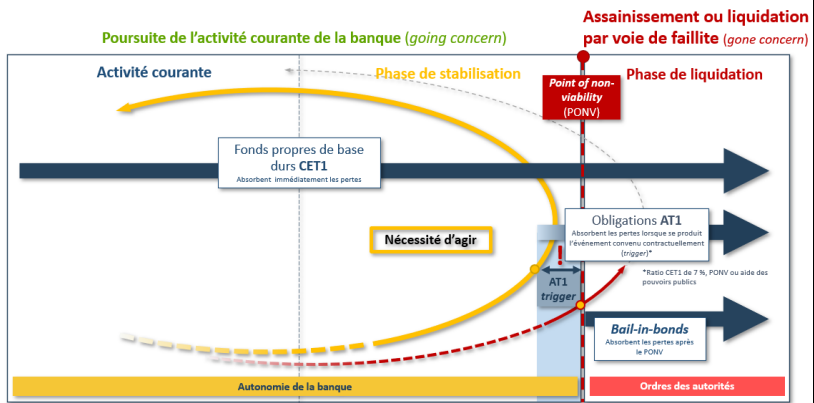 Assainissement ou liquidation
par voie de faillite (gone concern)
Poursuite de l'activité courante de la banque (going concern)
Activité courante
Phase de stabilisation
Phase de liquidation
Point of non-
viability
(PONV)
Fonds propres de base
durs CET1
Absorbent immédiatement les pertes
Nécessité d'agir
Obligations AT1
Absorbent les pertes lorsque se produit
l'événement convenu contractuellement
(trigger)*
!
*Ratio CET1 de 7 %, PONV ou aide des
pouvoirs publics
AT1
trigger
Bail-in-bonds
Absorbent les pertes après
le PONV
Autonomie de la banque
Ordres des autorités